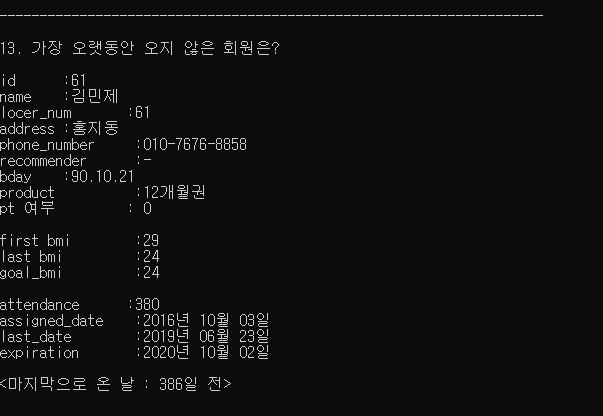 --------------------------------------------------------------------
13. 가장 오랫동안 오지 않은 회원은?
id :61
name :김민제
locer_num :61
address :홍지동
phone_number :010-7676-8858
recommender :-
bday :90.10.21
product :12개월권
pt 여부 : O
first bmi :29
last bmi :24
goal_bmi :24
attendance :380
assigned_date :2016년 10월 03일
last_date :2019년 06월 23일
expiration :2020년 10월 02일
<마지막으로 온 날 : 386일 전>